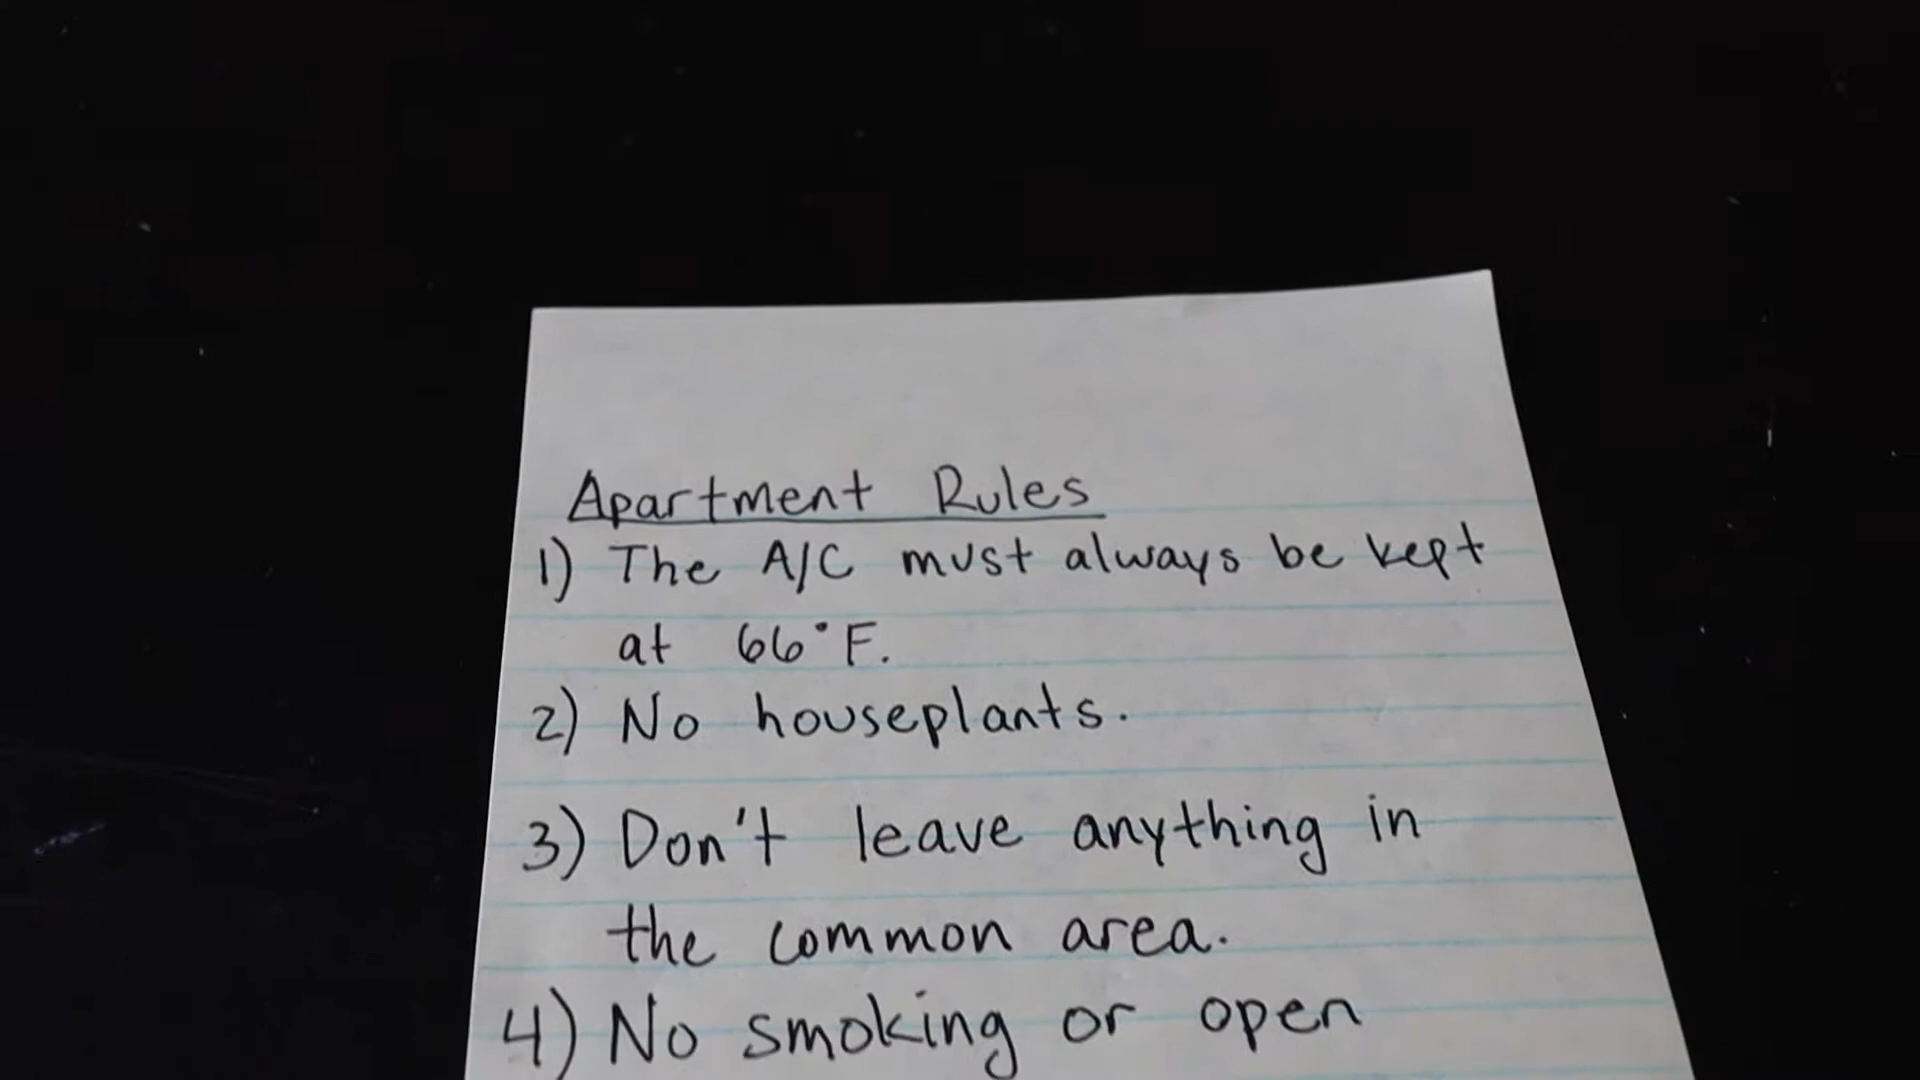 Apartment Rules
1) The A/C must always be kept
at 66°F.
2) No houseplants.
3) Don't leave anything in
the common area.
4) No smoking or open